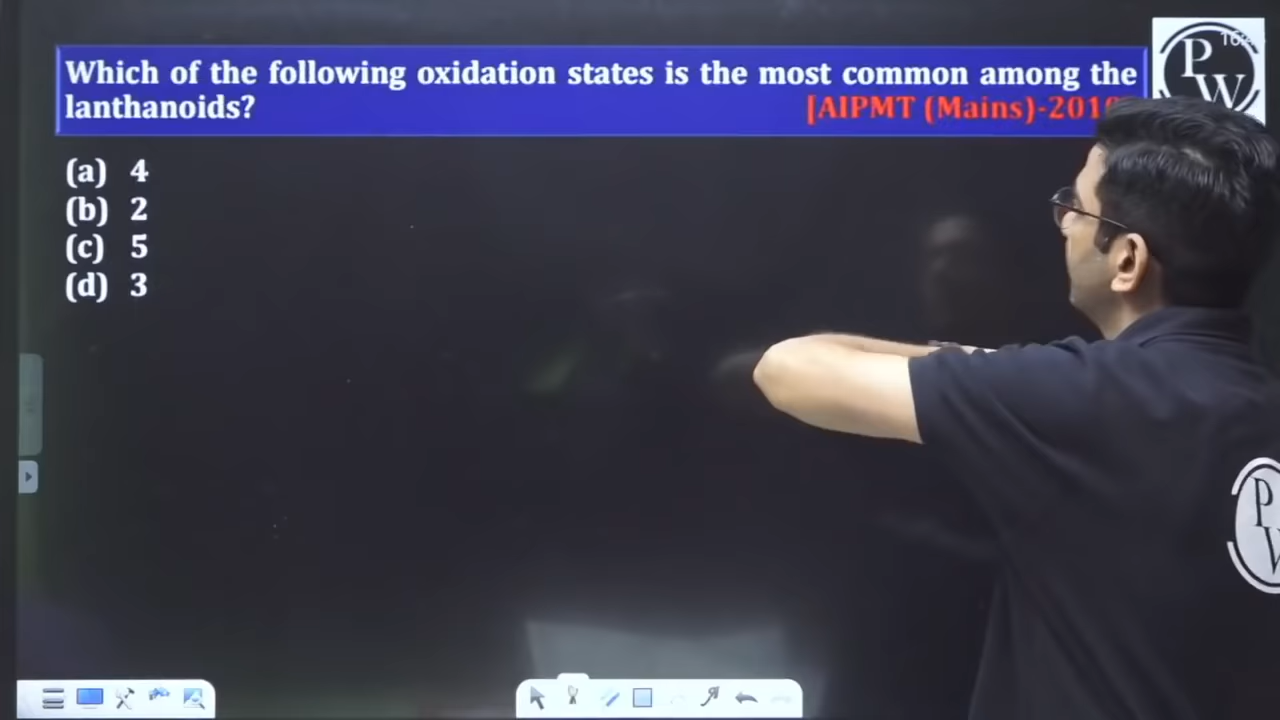 Which of the following oxidation states is the most common among the
lanthanoids? [AIPMT (Mains)-201
(a) 4
(b) 2
(c) 5
(d) 3
P
W
P
W